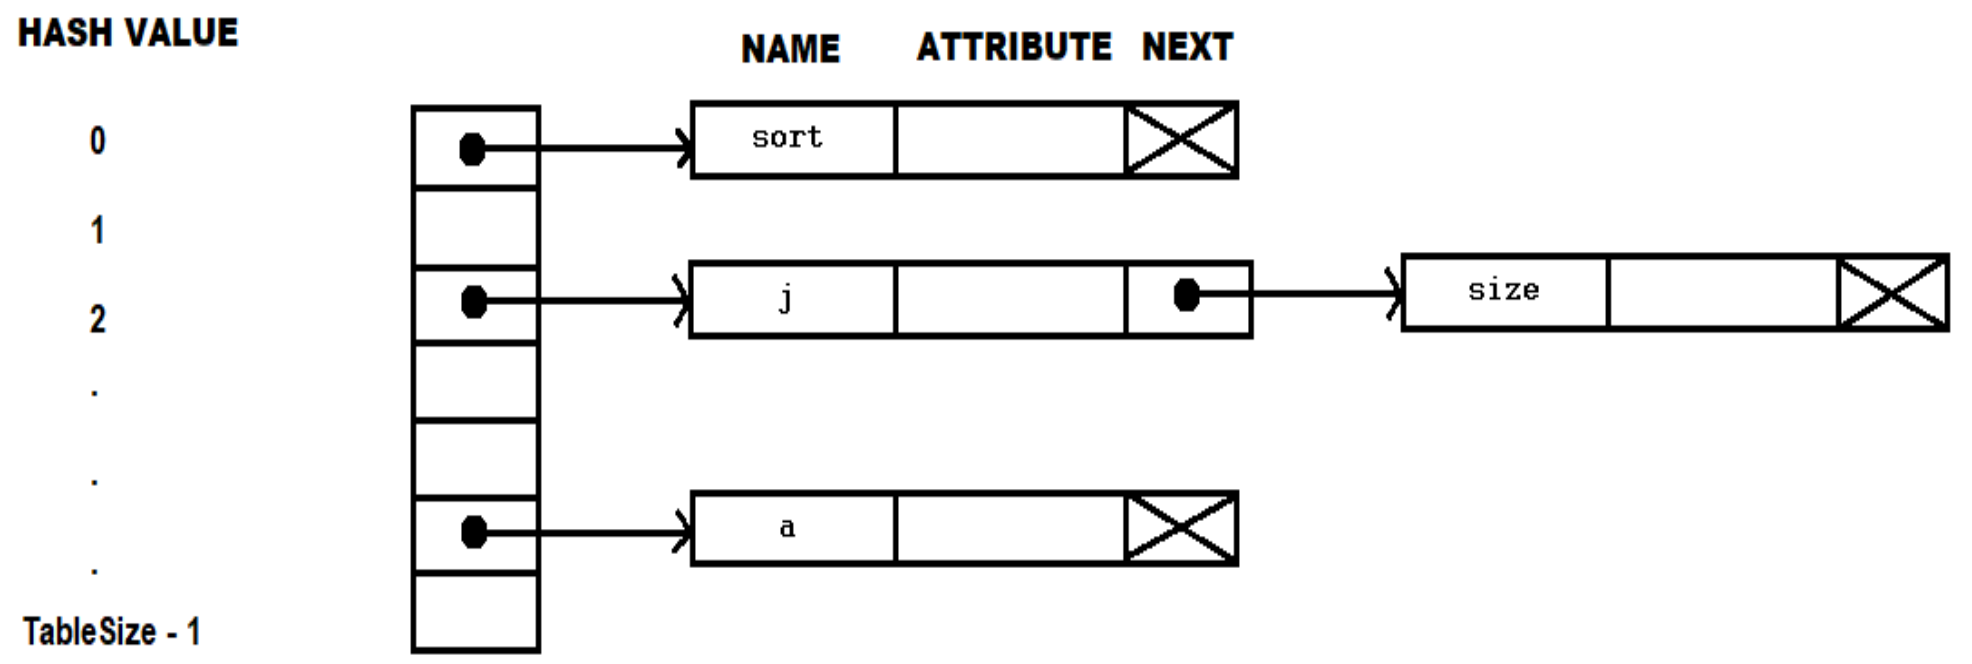 HASH VALUE
NAME ATTRIBUTE NEXT
0
sort
1
j
size
2
.
.
a
.
TableSize - 1